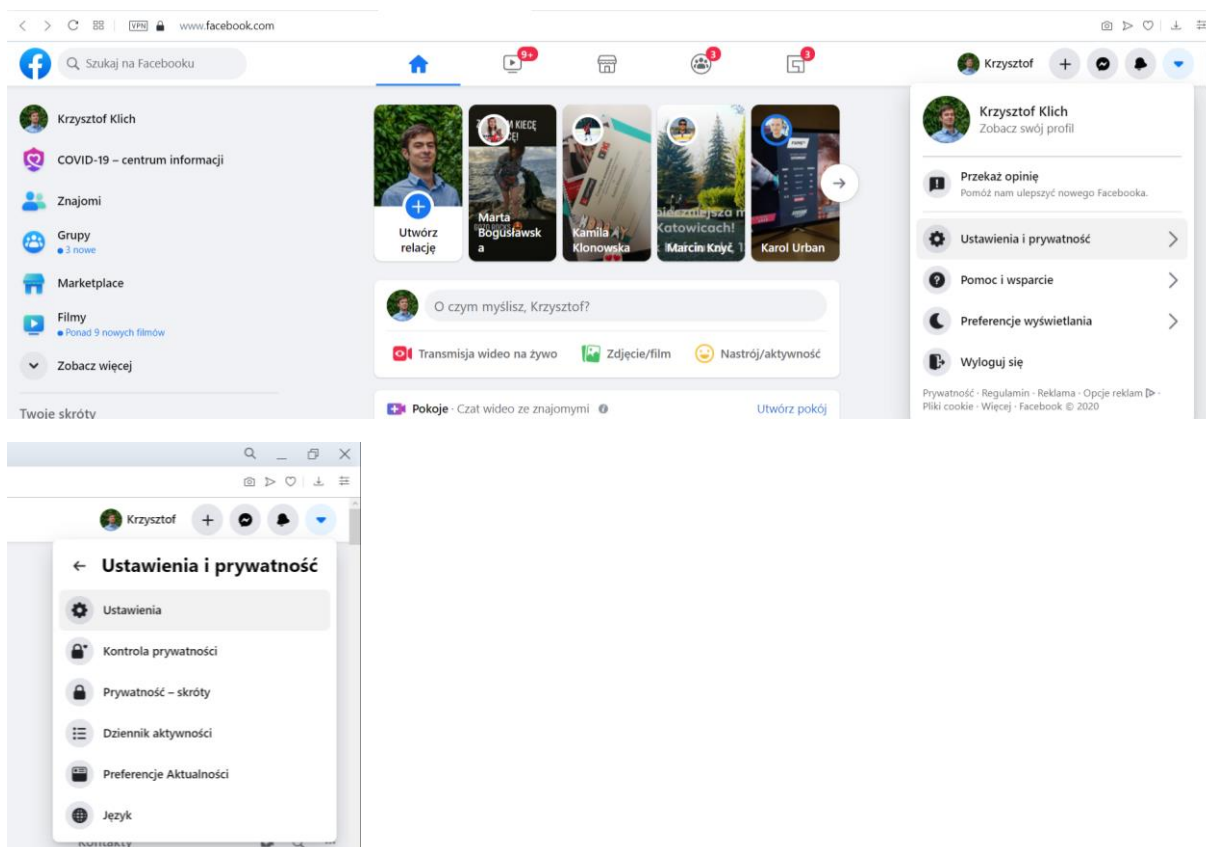 VPN
www.facebook.com
Szukaj na Facebooku
9+
3
3
Krzysztof
Krzysztof Klich
COVID-19 – centrum informacji
Znajomi
Grupy
3 nowe
Marketplace
Filmy
Ponad 9 nowych filmów
Zobacz więcej
Twoje skróty
Utwórz
relację
KIECĘ
Marta
Bogusławsk
a
Kamila
Klonowska
Katowicach!
Marcin Knyć
Karol Urban
O czym myślisz, Krzysztof?
Transmisja wideo na żywo
Zdjęcie/film
Nastrój/aktywność
Pokoje · Czat wideo ze znajomymi
Utwórz pokój
Krzysztof Klich
Zobacz swój profil
Przekaż opinię
Pomóż nam ulepszyć nowego Facebooka.
Ustawienia i prywatność
Pomoc i wsparcie
Preferencje wyświetlania
Wyloguj się
Prywatność · Regulamin · Reklama · Opcje reklam ·
Pliki cookie · Więcej · Facebook © 2020
Krzysztof
Ustawienia i prywatność
Ustawienia
Kontrola prywatności
Prywatność – skróty
Dziennik aktywności
Preferencje Aktualności
Język
Kontakty